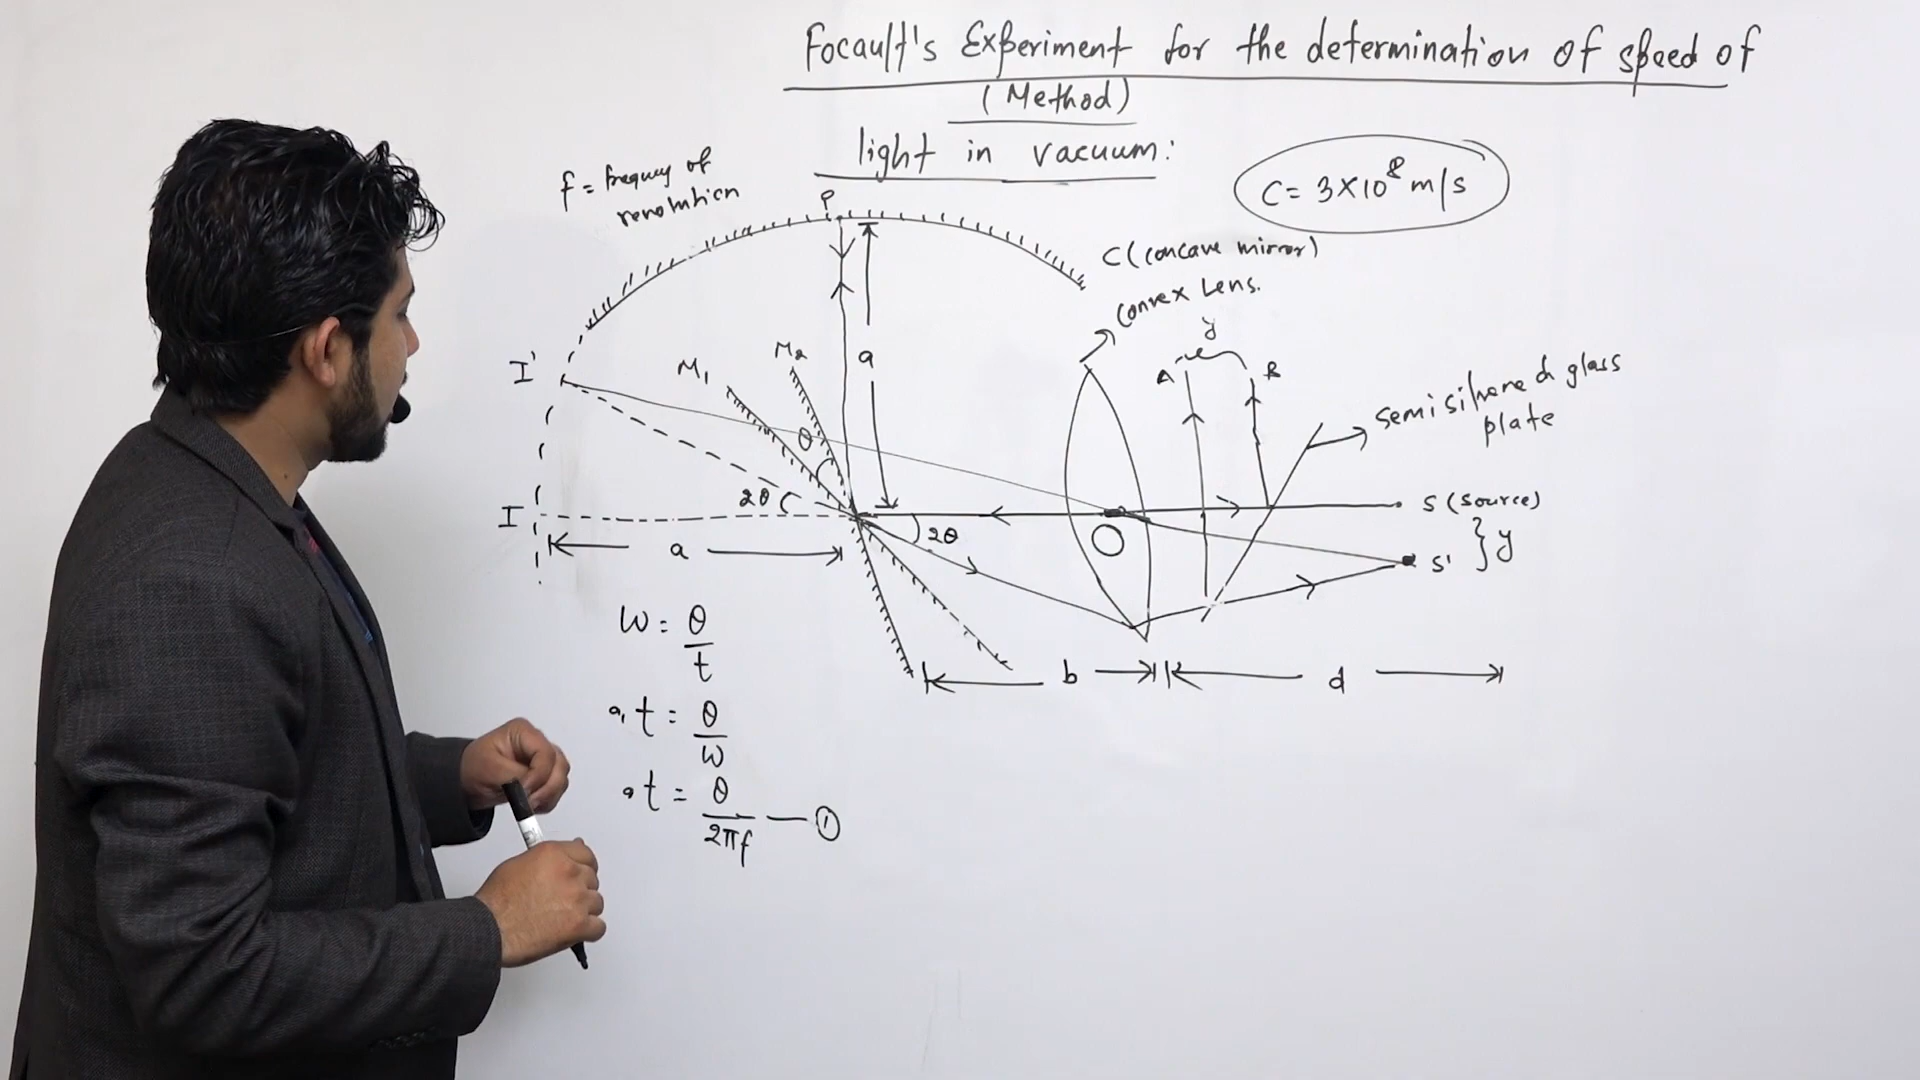 Focault's Experiment for the determination of speed of
(Method)
light in vacuum:
C = 3×10⁸ m/s
f = frequncy of
revolution
P
C (concave mirror)
Convex Lens.
y
A
B
semi silvered glass
plate
a
M₁
M₂
θ
I'
2θ
I
a
2θ
O
S (source)
S'
} y
b
d
W = θ/t
t = θ/W
t = θ/2πf — ①